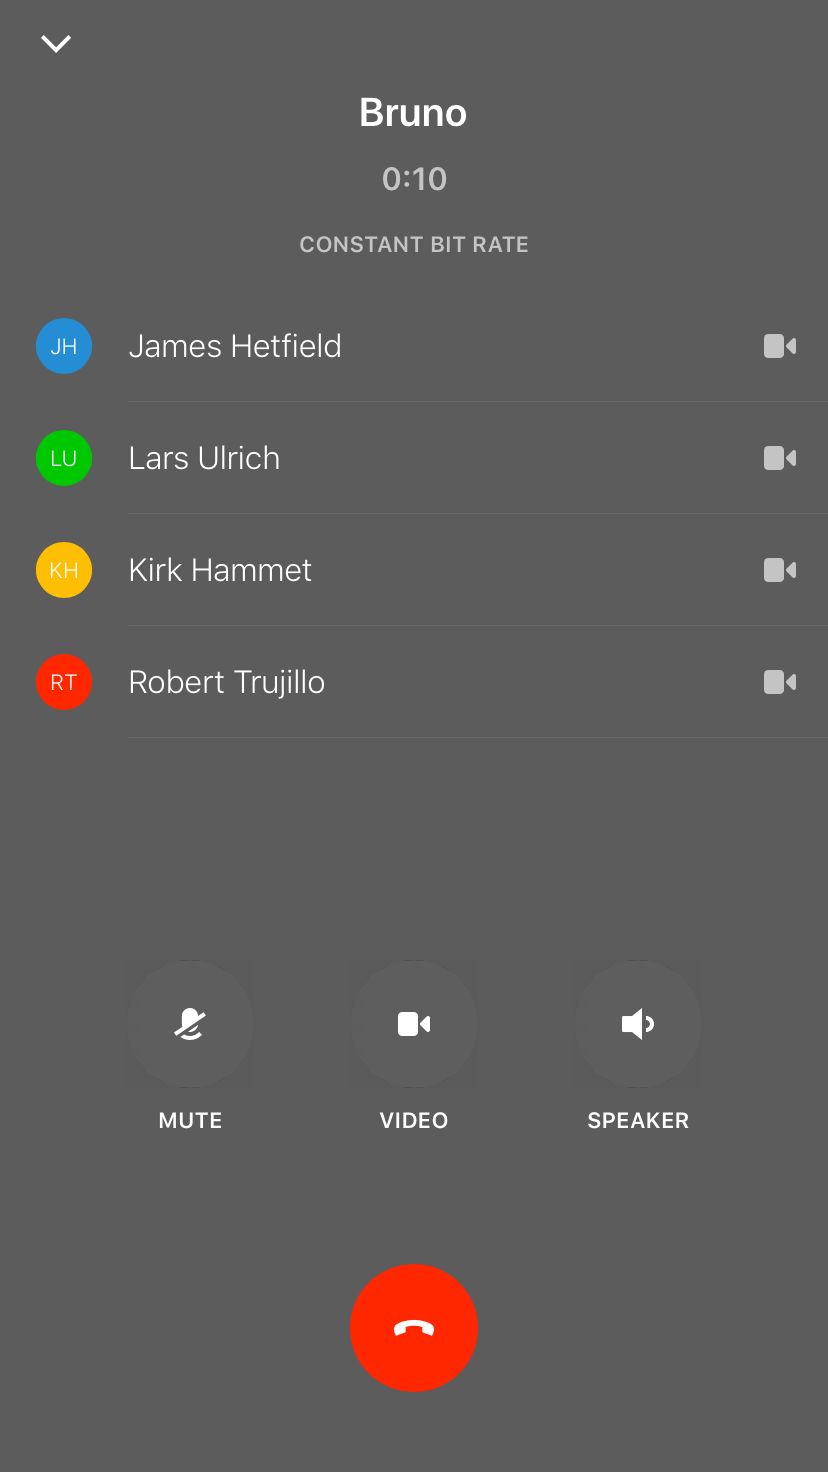 Bruno
0:10
CONSTANT BIT RATE
JH James Hetfield
LU Lars Ulrich
KH Kirk Hammet
RT Robert Trujillo
MUTE VIDEO SPEAKER